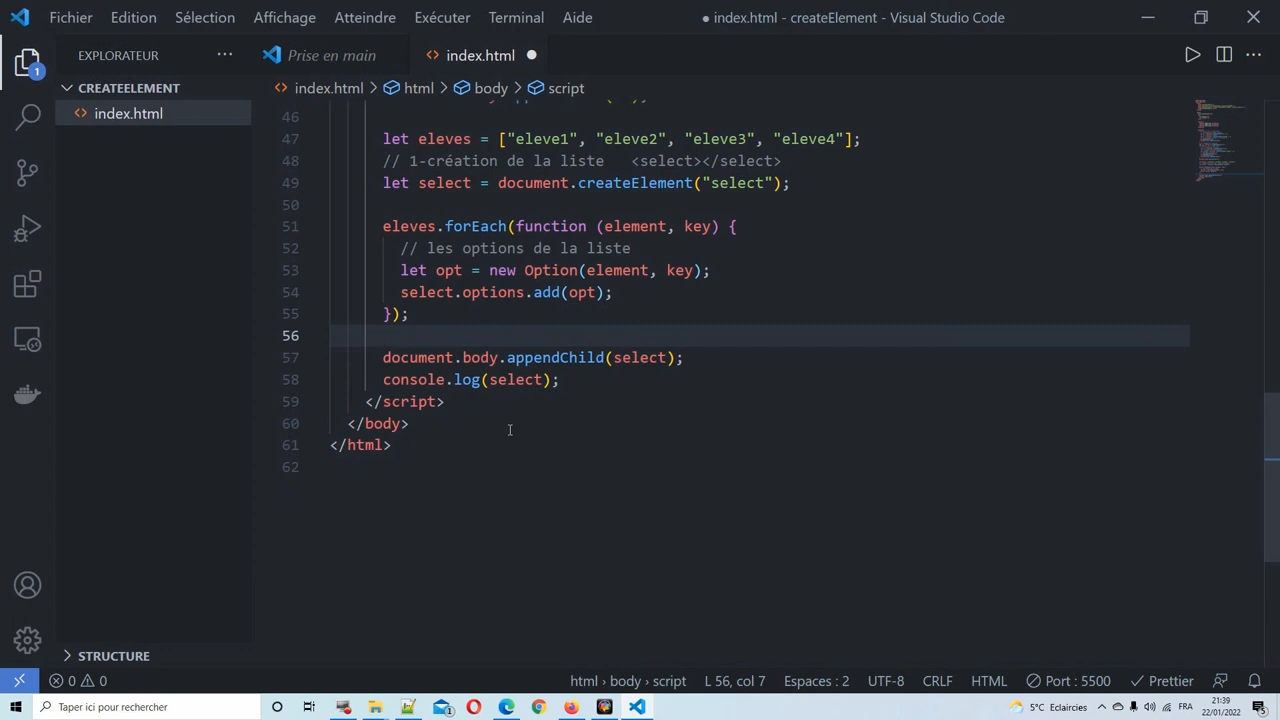 Fichier Edition Sélection Affichage Atteindre Exécuter Terminal Aide ● index.html - createElement - Visual Studio Code
EXPLORATEUR ···
Prise en main
index.html
CREATEELEMENT
index.html
index.html > html > body > script
1
46
47 let eleves = ["eleve1", "eleve2", "eleve3", "eleve4"];
48 // 1-création de la liste <select></select>
49 let select = document.createElement("select");
50
51 eleves.forEach(function (element, key) {
52 // les options de la liste
53 let opt = new Option(element, key);
54 select.options.add(opt);
55 });
56
57 document.body.appendChild(select);
58 console.log(select);
59 </script>
60 </body>
61 </html>
62
STRUCTURE
0 0 html > body > script L 56, col 7 Espaces : 2 UTF-8 CRLF HTML Port : 5500 Prettier
Taper ici pour rechercher
5°C Eclaircies FRA 21:39
22/01/2022